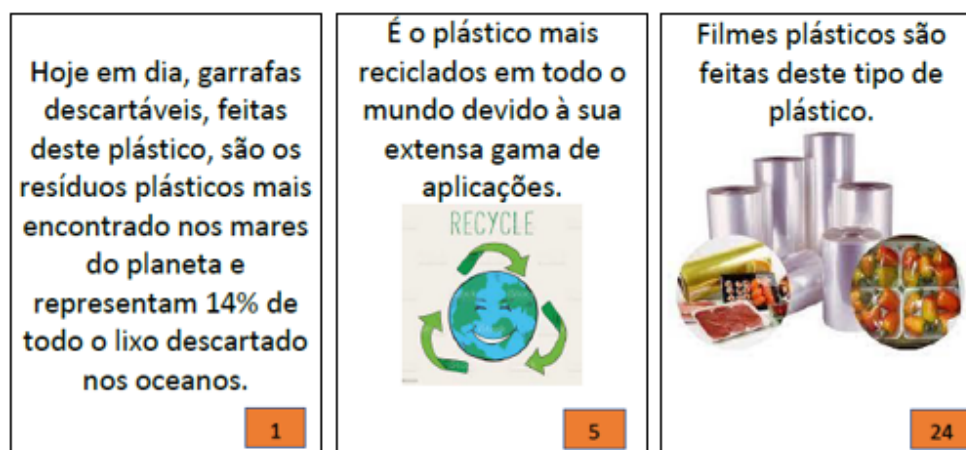 Hoje em dia, garrafas
descartáveis, feitas
deste plástico, são os
resíduos plásticos mais
encontrado nos mares
do planeta e
representam 14% de
todo o lixo descartado
nos oceanos.
1
É o plástico mais
reciclados em todo o
mundo devido à sua
extensa gama de
aplicações.
RECYCLE
5
Filmes plásticos são
feitas deste tipo de
plástico.
24